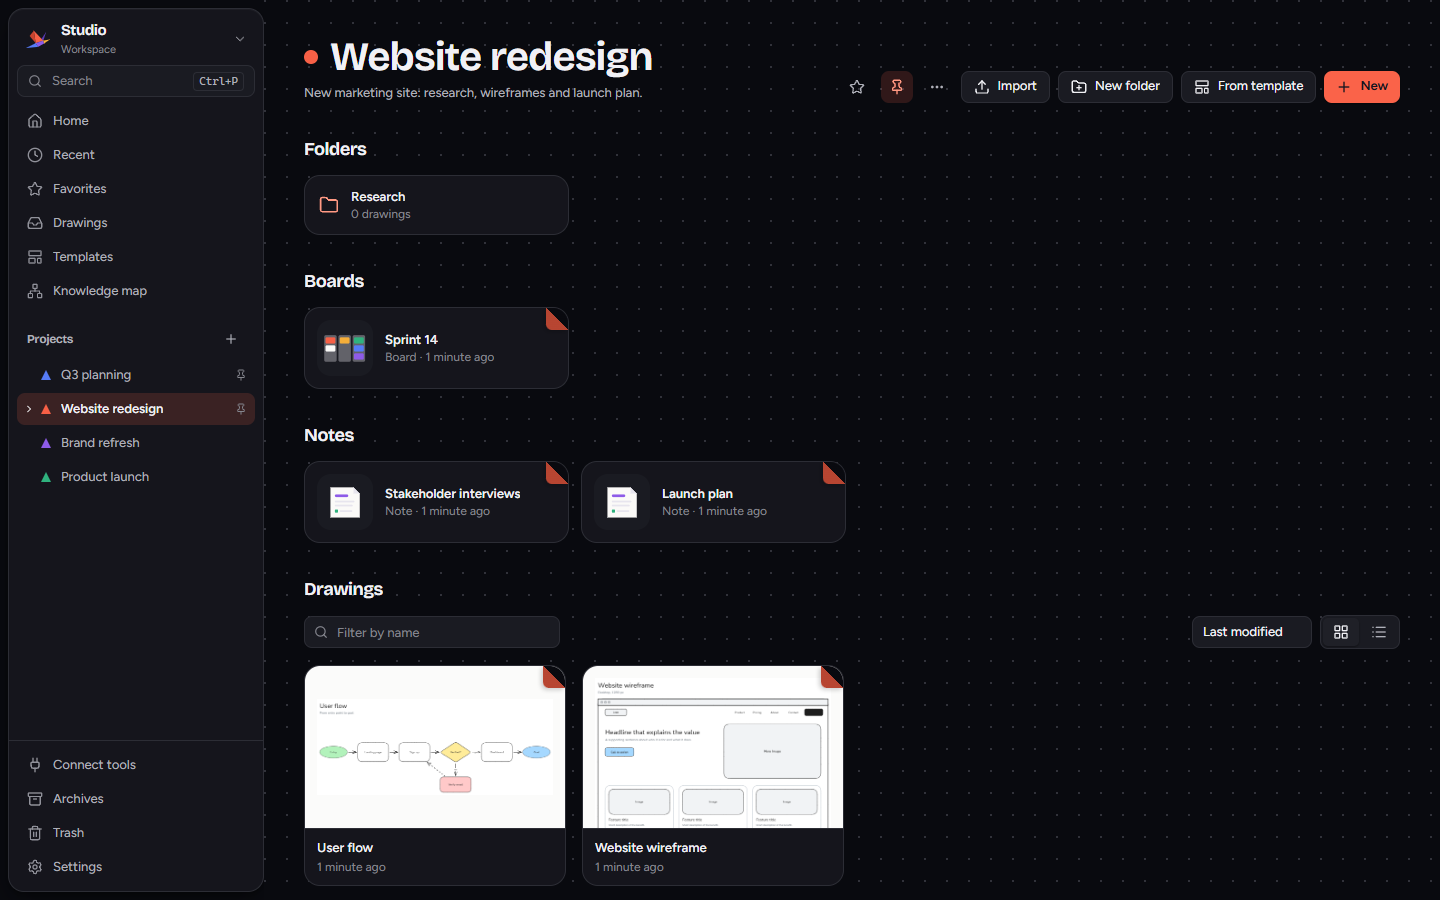 Studio
Workspace
Search
Ctrl+P
Home
Recent
Favorites
Drawings
Templates
Knowledge map
Projects
Q3 planning
Website redesign
Brand refresh
Product launch
Connect tools
Archives
Trash
Settings
Website redesign
New marketing site: research, wireframes and launch plan.
Import
New folder
From template
New
Folders
Research
0 drawings
Boards
Sprint 14
Board · 1 minute ago
Notes
Stakeholder interviews
Note · 1 minute ago
Launch plan
Note · 1 minute ago
Drawings
Filter by name
Last modified
User flow
User flow
1 minute ago
Website wireframe
Headline that explains the value
Website wireframe
1 minute ago